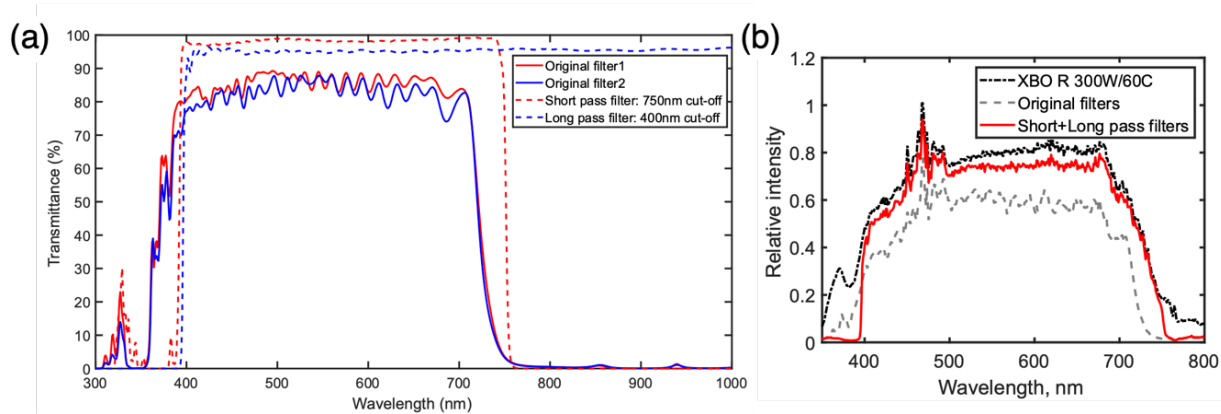 (a)
Transmittance (%)
100
90
80
70
60
50
40
30
20
10
0
300
400
500
600
700
800
900
1000
Wavelength (nm)
Original filter1
Original filter2
Short pass filter: 750nm cut-off
Long pass filter: 400nm cut-off
(b)
Relative intensity
1.2
1
0.8
0.6
0.4
0.2
0
400
500
600
700
800
Wavelength, nm
XBO R 300W/60C
Original filters
Short+Long pass filters